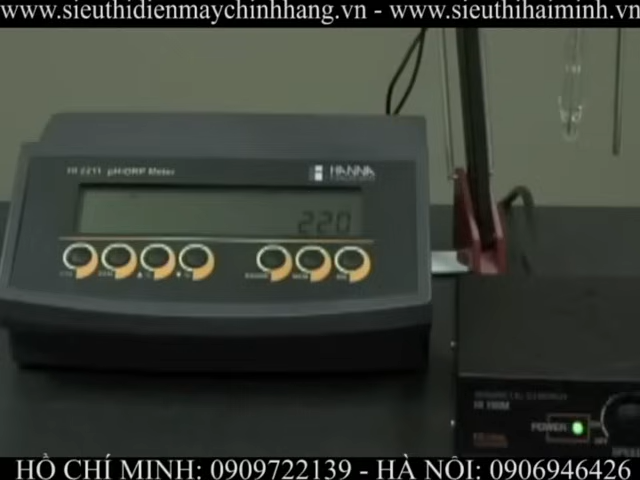 www.sieuthidienmaychinhhang.vn - www.sieuthihaiminh.vn
HI 2211 pH/ORP Meter
HANNA
220
POWER
HỒ CHÍ MINH: 0909722139 - HÀ NÔI: 0906946426